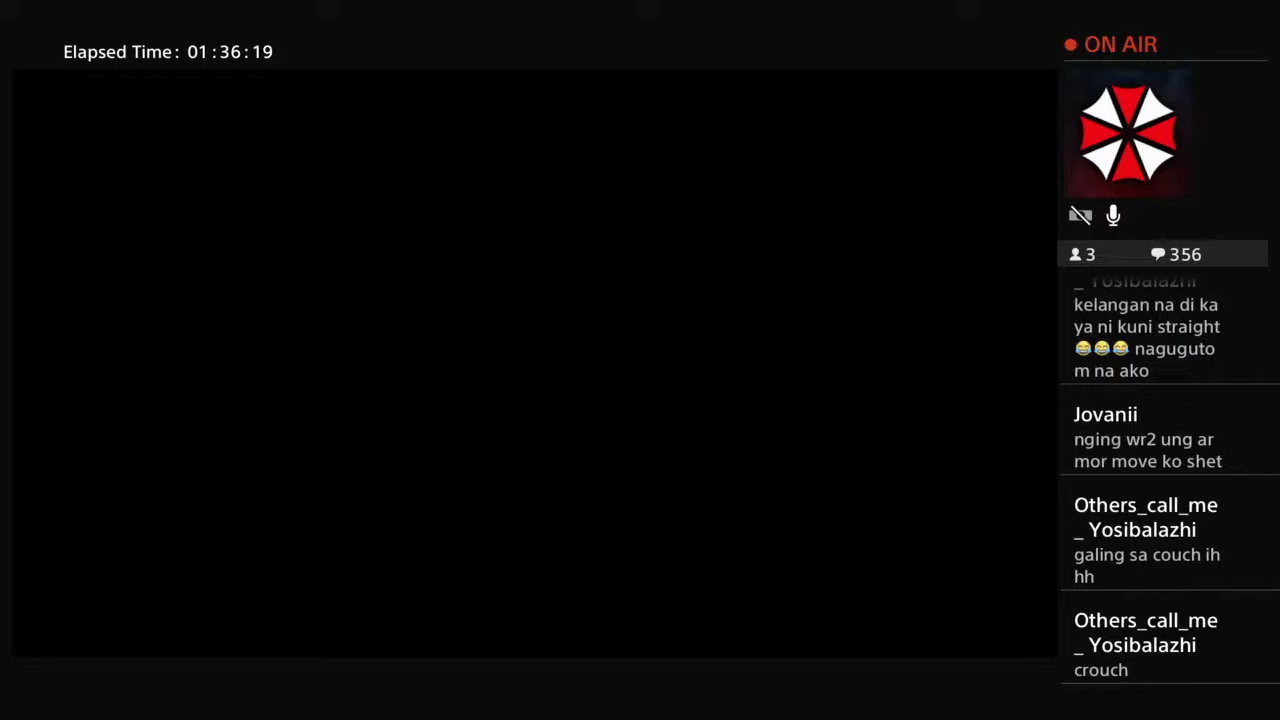 Elapsed Time: 01:36:19
ON AIR
3 356
_ Yosibalazhi
kelangan na di ka
ya ni kuni straight
😂😂😂 naguguto
m na ako
Jovanii
nging wr2 ung ar
mor move ko shet
Others_call_me
_ Yosibalazhi
galing sa couch ih
hh
Others_call_me
_ Yosibalazhi
crouch